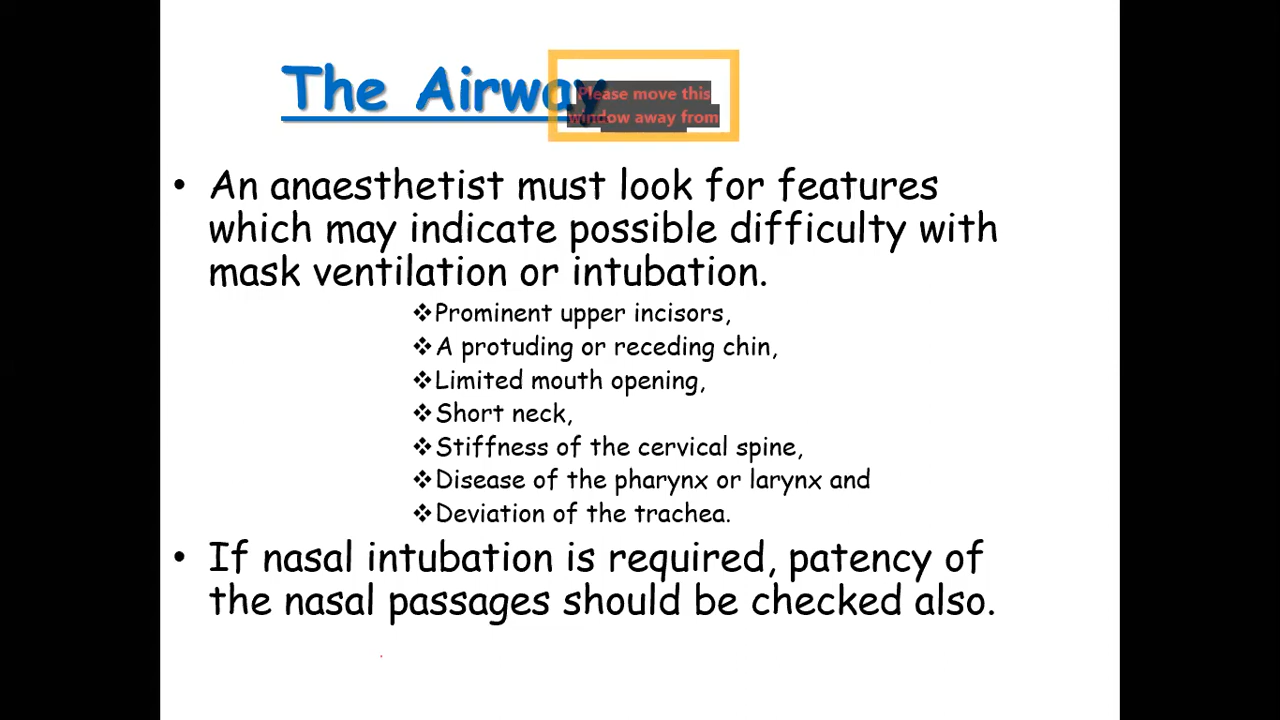 The Airway
Please move this
window away from
• An anaesthetist must look for features
which may indicate possible difficulty with
mask ventilation or intubation.
❖Prominent upper incisors,
❖A protuding or receding chin,
❖Limited mouth opening,
❖Short neck,
❖Stiffness of the cervical spine,
❖Disease of the pharynx or larynx and
❖Deviation of the trachea.
• If nasal intubation is required, patency of
the nasal passages should be checked also.